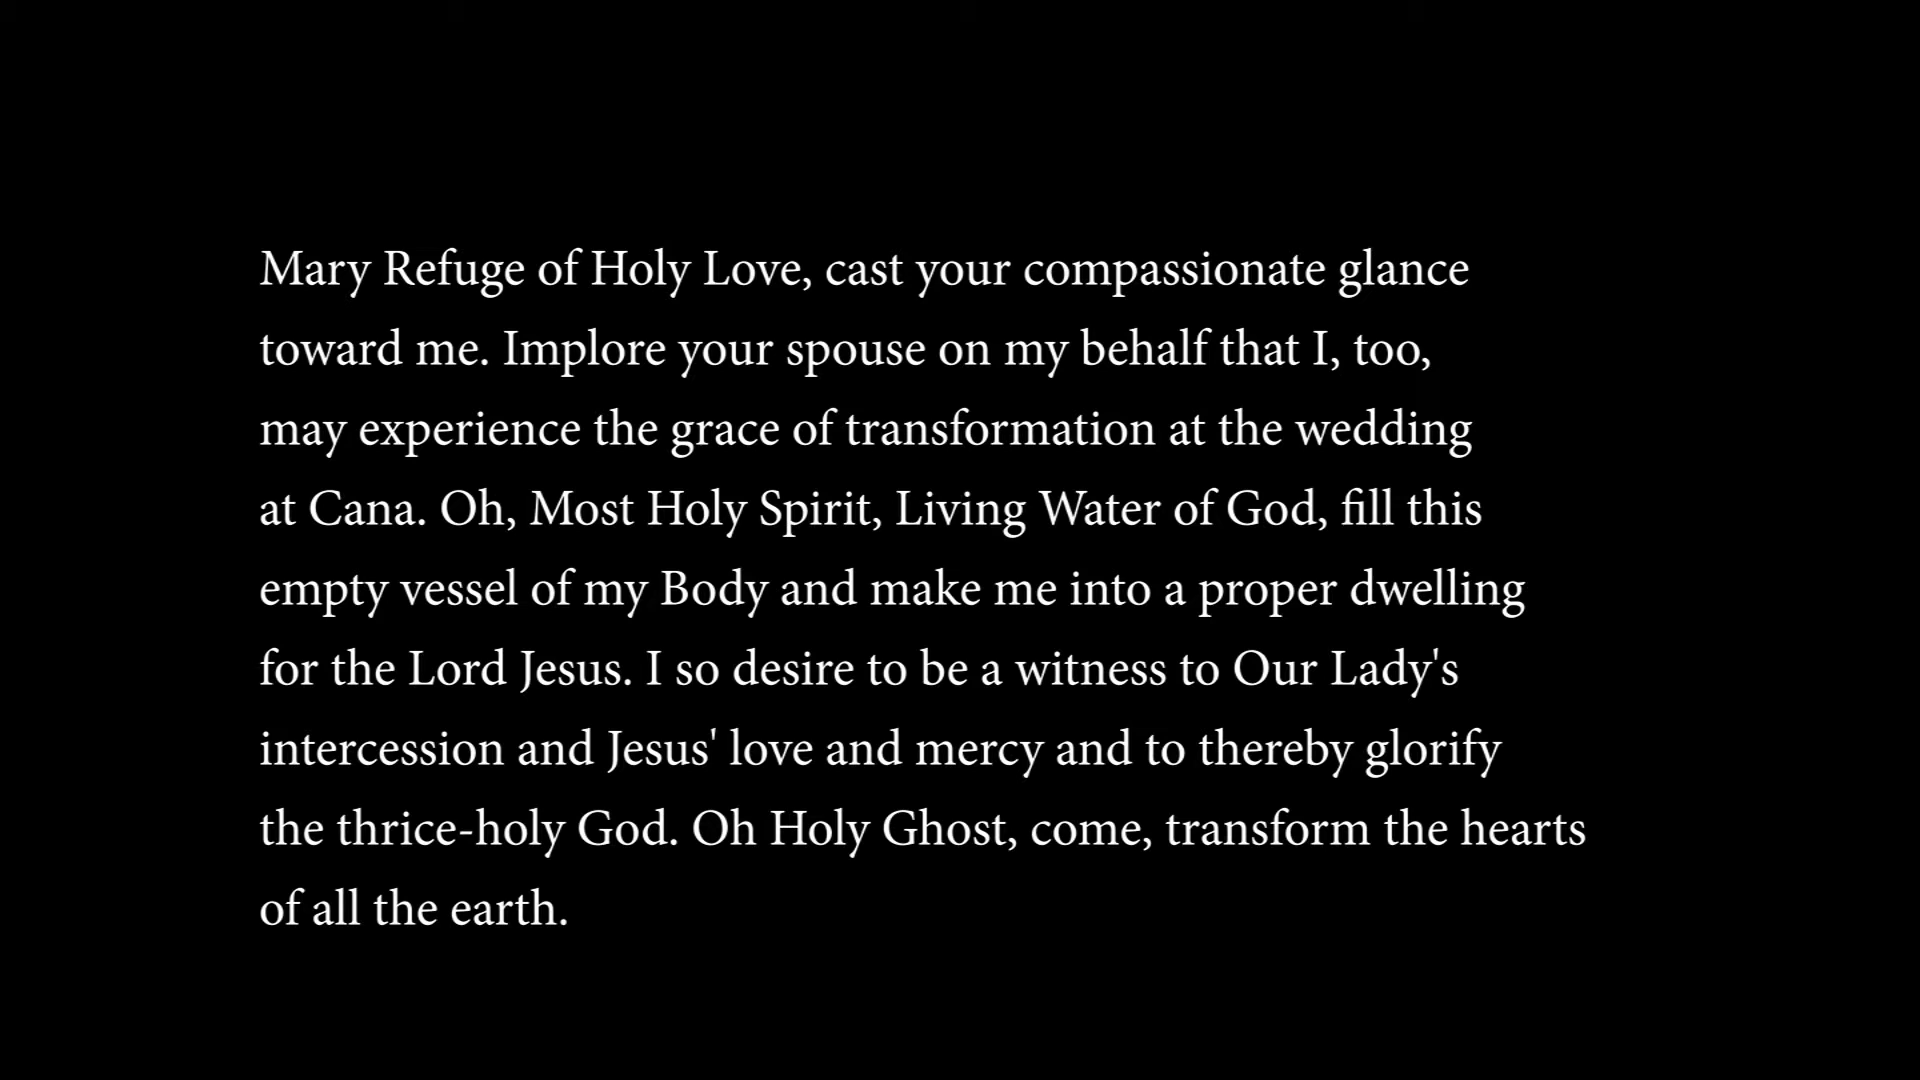 Mary Refuge of Holy Love, cast your compassionate glance
toward me. Implore your spouse on my behalf that I, too,
may experience the grace of transformation at the wedding
at Cana. Oh, Most Holy Spirit, Living Water of God, fill this
empty vessel of my Body and make me into a proper dwelling
for the Lord Jesus. I so desire to be a witness to Our Lady's
intercession and Jesus' love and mercy and to thereby glorify
the thrice-holy God. Oh Holy Ghost, come, transform the hearts
of all the earth.